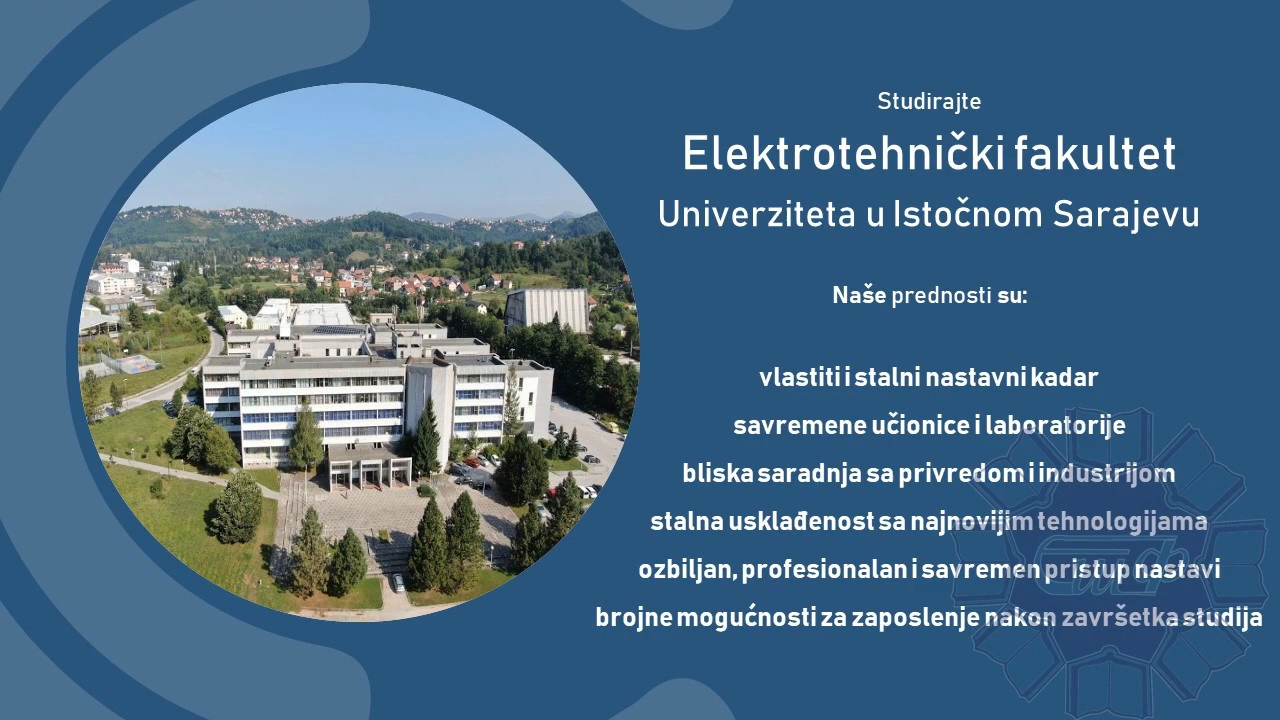 Studirajte
Elektrotehnički fakultet
Univerziteta u Istočnom Sarajevu
Naše prednosti su:
vlastiti i stalni nastavni kadar
savremene učionice i laboratorije
bliska saradnja sa privredom i industrijom
stalna usklađenost sa najnovijim tehnologijama
ozbiljan, profesionalan i savremen pristup nastavi
brojne mogućnosti za zaposlenje nakon završetka studija